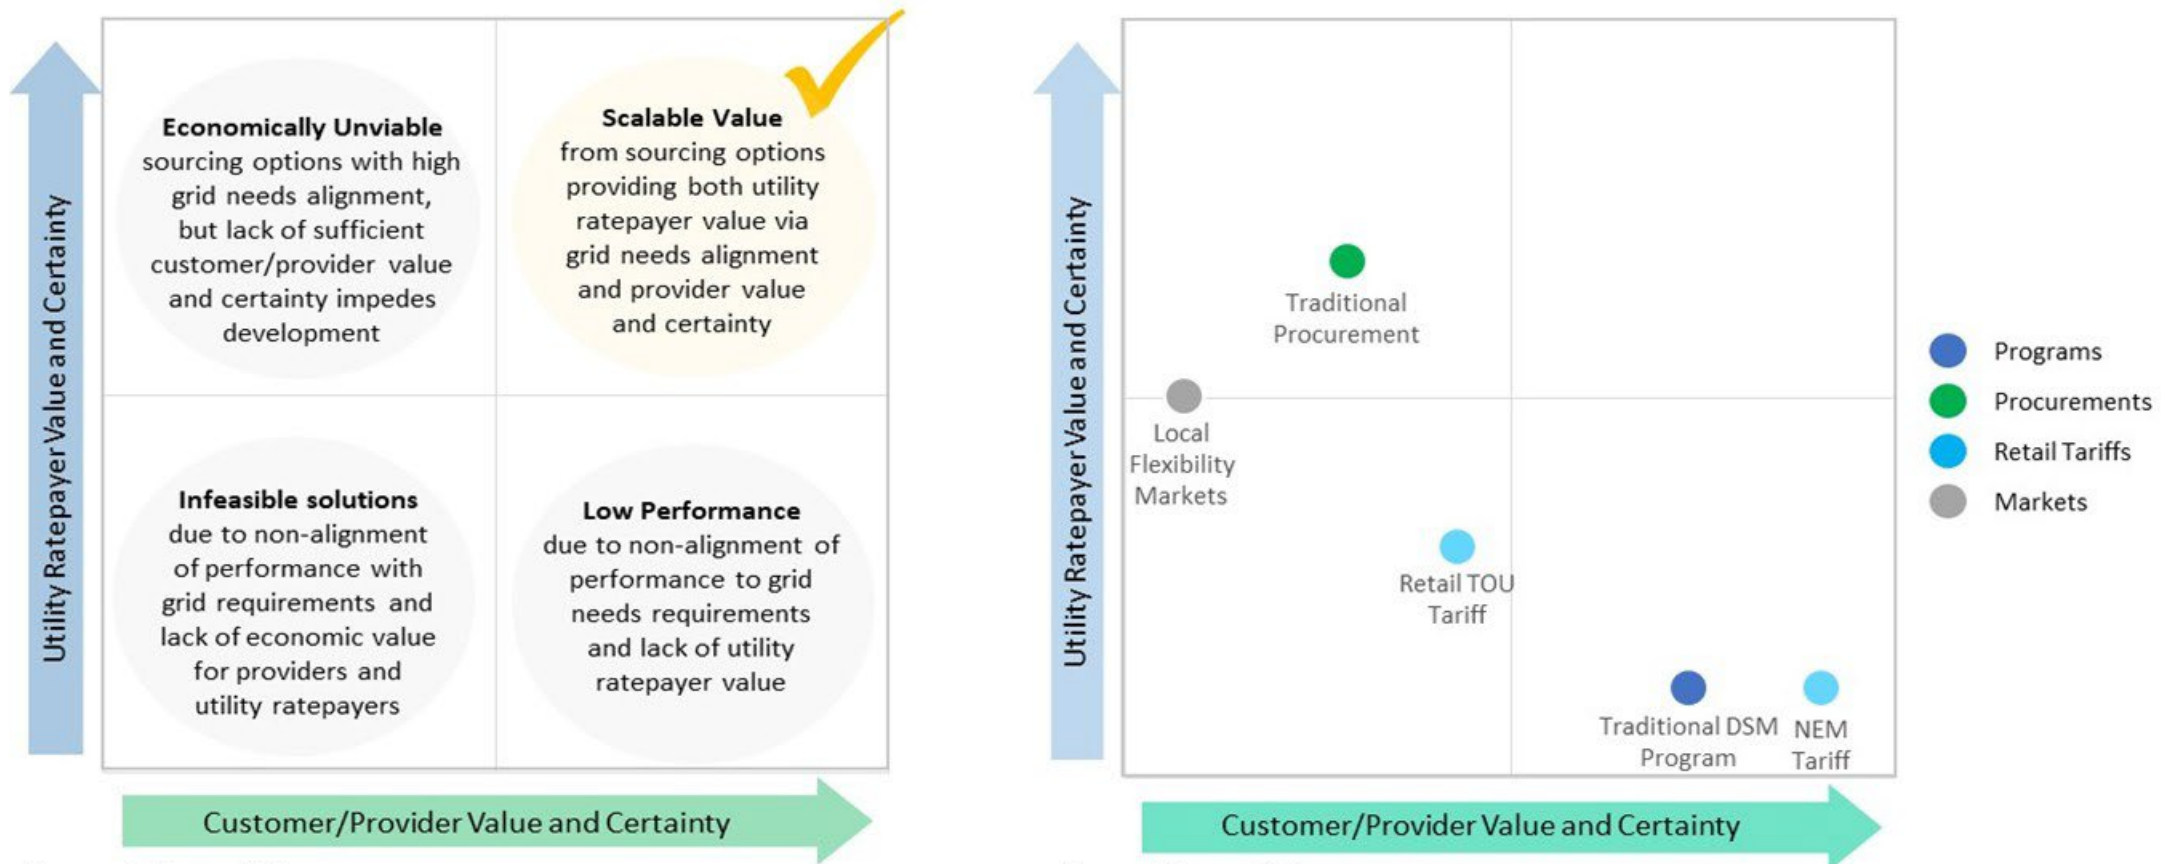 Utility Ratepayer Value and Certainty
Economically Unviable
sourcing options with high
grid needs alignment,
but lack of sufficient
customer/provider value
and certainty impedes
development
Scalable Value
from sourcing options
providing both utility
ratepayer value via
grid needs alignment
and provider value
and certainty
Infeasible solutions
due to non-alignment
of performance with
grid requirements and
lack of economic value
for providers and
utility ratepayers
Low Performance
due to non-alignment of
performance to grid
needs requirements
and lack of utility
ratepayer value
Customer/Provider Value and Certainty
Utility Ratepayer Value and Certainty
Traditional
Procurement
Local
Flexibility
Markets
Retail TOU
Tariff
Traditional DSM
Program
NEM
Tariff
Customer/Provider Value and Certainty
Programs
Procurements
Retail Tariffs
Markets